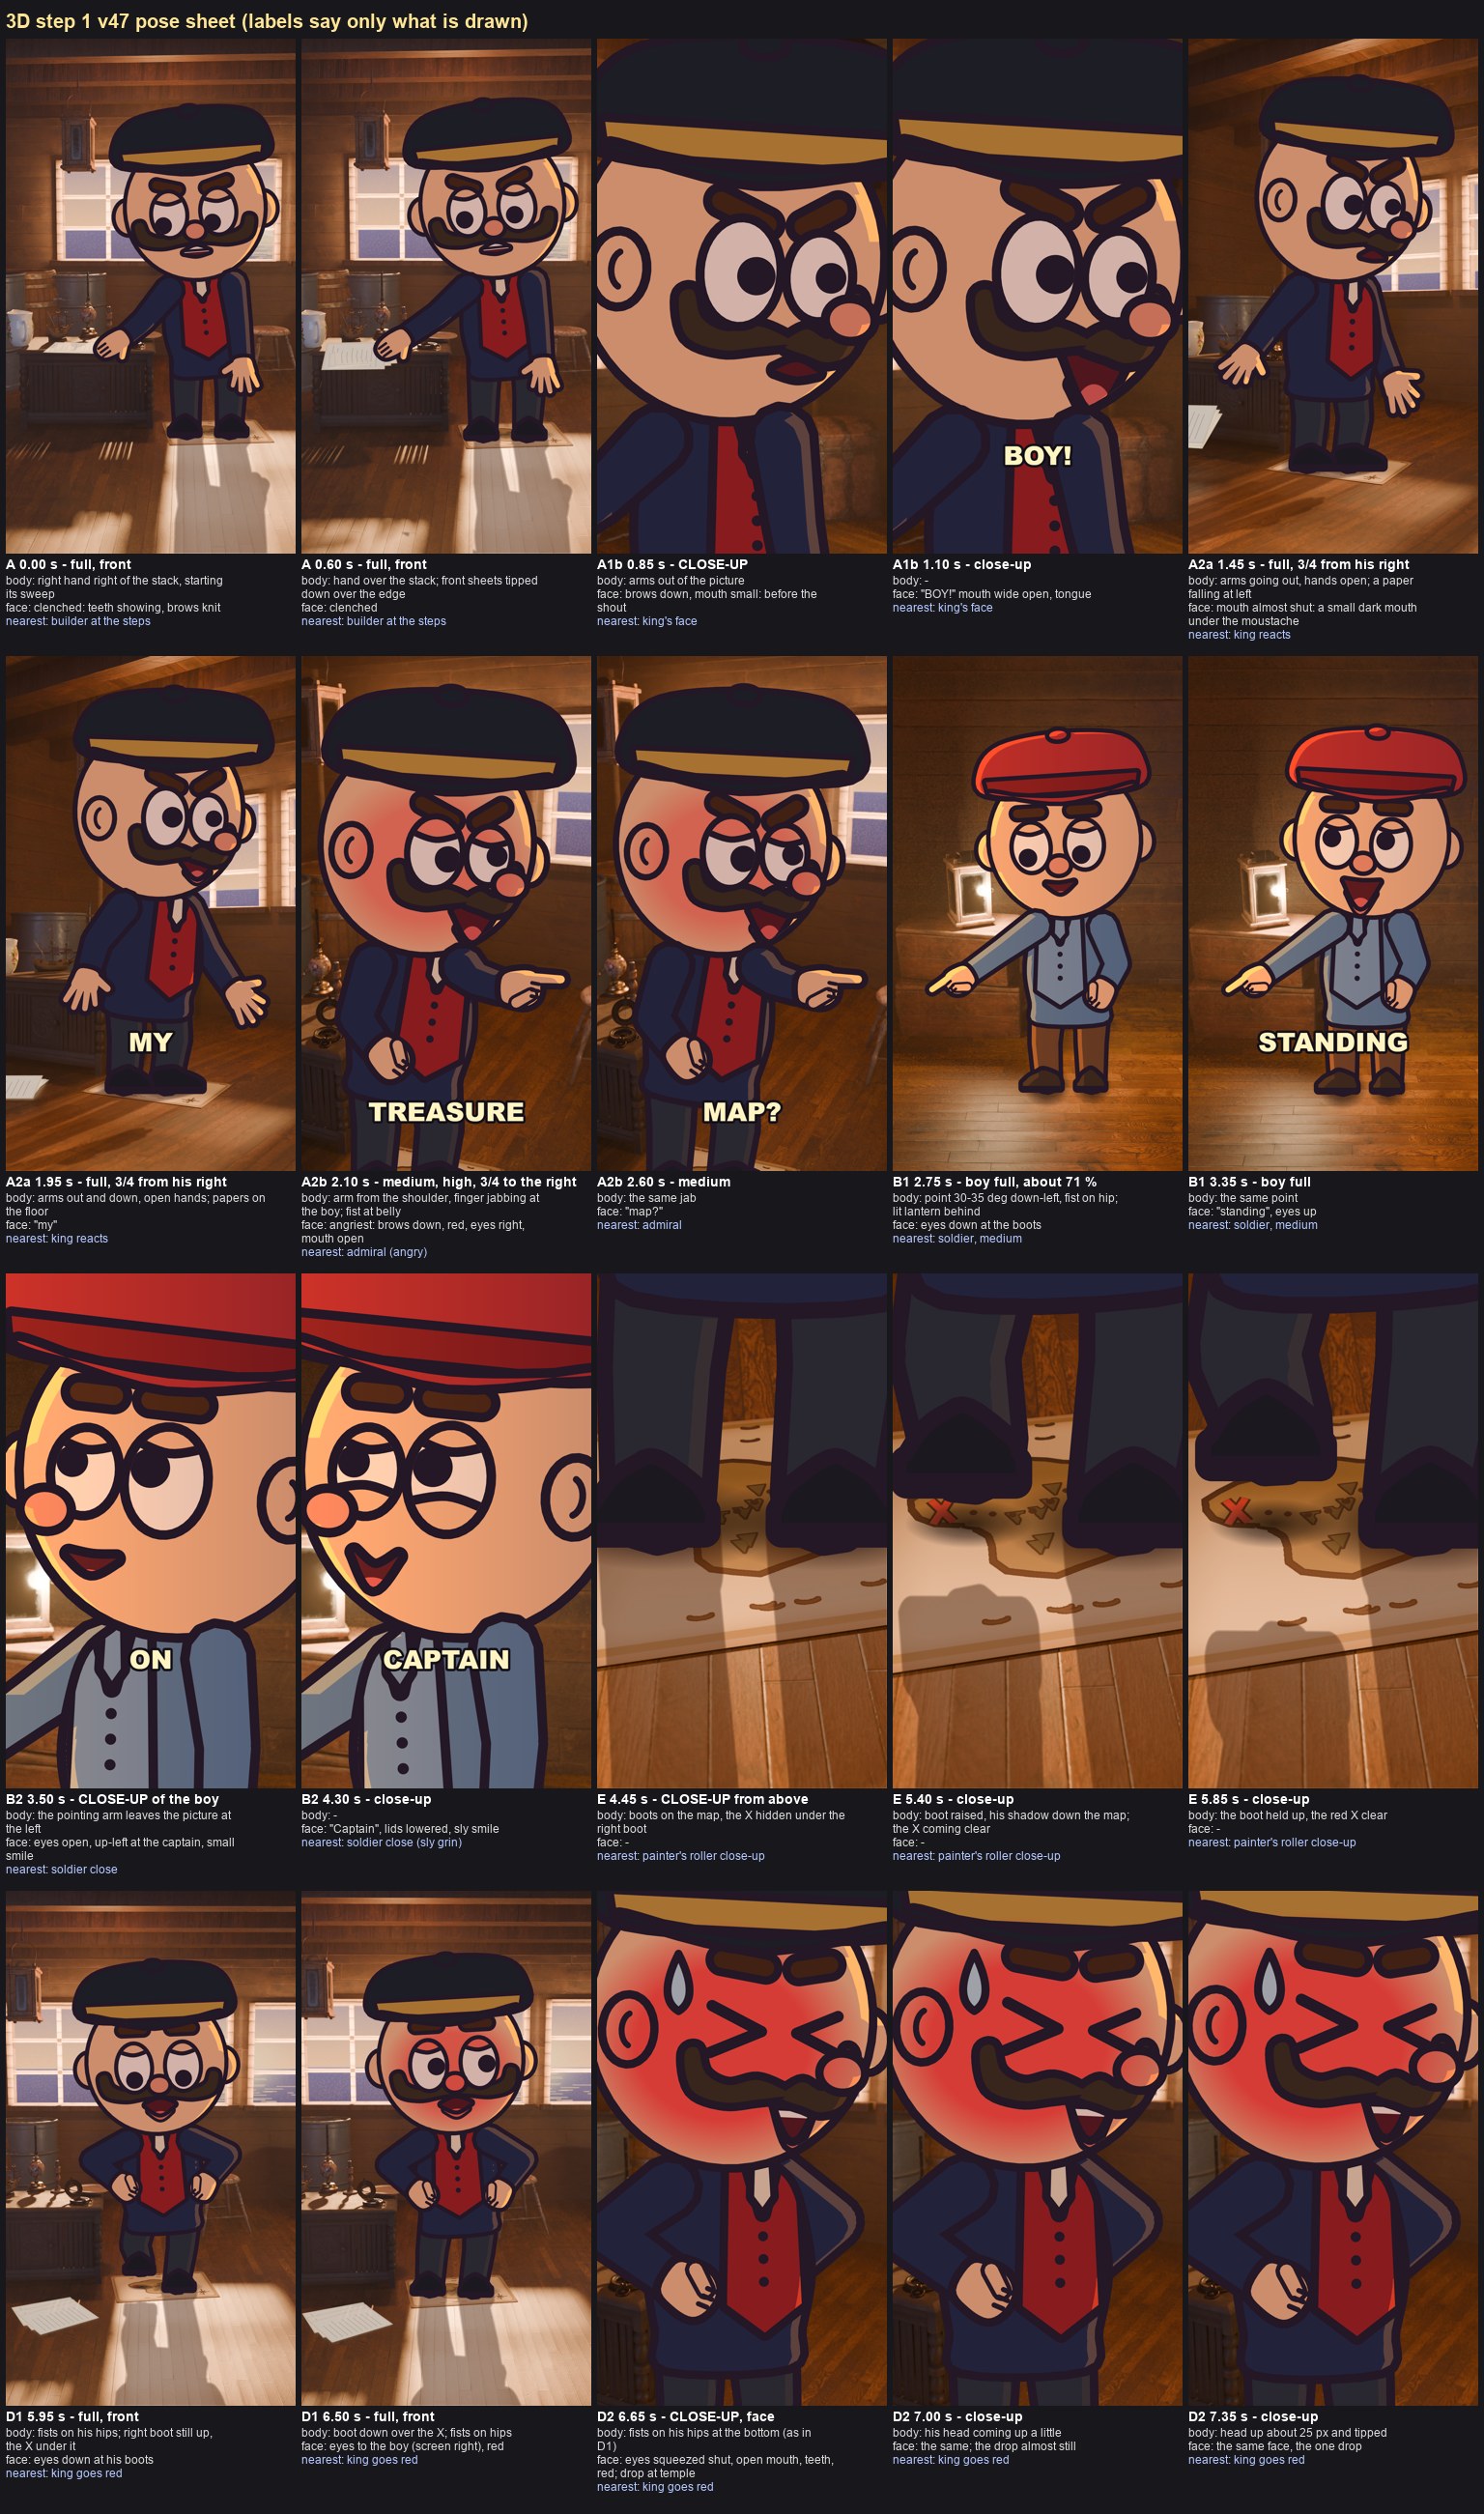 3D step 1 v47 pose sheet (labels say only what is drawn)
A 0.00 s - full, front
body: right hand right of the stack, starting
its sweep
face: clenched: teeth showing, brows knit
nearest: builder at the steps
A 0.60 s - full, front
body: hand over the stack; front sheets tipped
down over the edge
face: clenched
nearest: builder at the steps
A1b 0.85 s - CLOSE-UP
body: arms out of the picture
face: brows down, mouth small: before the
shout
nearest: king's face
BOY!
A1b 1.10 s - close-up
body: -
face: "BOY!" mouth wide open, tongue
nearest: king's face
A2a 1.45 s - full, 3/4 from his right
body: arms going out, hands open; a paper
falling at left
face: mouth almost shut: a small dark mouth
under the moustache
nearest: king reacts
MY
A2a 1.95 s - full, 3/4 from his right
body: arms out and down, open hands; papers on
the floor
face: "my"
nearest: king reacts
TREASURE
A2b 2.10 s - medium, high, 3/4 to the right
body: arm from the shoulder, finger jabbing at
the boy; fist at belly
face: angriest: brows down, red, eyes right,
mouth open
nearest: admiral (angry)
MAP?
A2b 2.60 s - medium
body: the same jab
face: "map?"
nearest: admiral
B1 2.75 s - boy full, about 71 %
body: point 30-35 deg down-left, fist on hip;
lit lantern behind
face: eyes down at the boots
nearest: soldier, medium
STANDING
B1 3.35 s - boy full
body: the same point
face: "standing", eyes up
nearest: soldier, medium
ON
B2 3.50 s - CLOSE-UP of the boy
body: the pointing arm leaves the picture at
the left
face: eyes open, up-left at the captain, small
smile
nearest: soldier close
CAPTAIN
B2 4.30 s - close-up
body: -
face: "Captain", lids lowered, sly smile
nearest: soldier close (sly grin)
E 4.45 s - CLOSE-UP from above
body: boots on the map, the X hidden under the
right boot
face: -
nearest: painter's roller close-up
E 5.40 s - close-up
body: boot raised, his shadow down the map;
the X coming clear
face: -
nearest: painter's roller close-up
E 5.85 s - close-up
body: the boot held up, the red X clear
face: -
nearest: painter's roller close-up
D1 5.95 s - full, front
body: fists on his hips; right boot still up,
the X under it
face: eyes down at his boots
nearest: king goes red
D1 6.50 s - full, front
body: boot down over the X; fists on hips
face: eyes to the boy (screen right), red
nearest: king goes red
D2 6.65 s - CLOSE-UP, face
body: fists on his hips at the bottom (as in
D1)
face: eyes squeezed shut, open mouth, teeth,
red; drop at temple
nearest: king goes red
D2 7.00 s - close-up
body: his head coming up a little
face: the same; the drop almost still
nearest: king goes red
D2 7.35 s - close-up
body: head up about 25 px and tipped
face: the same face, the one drop
nearest: king goes red